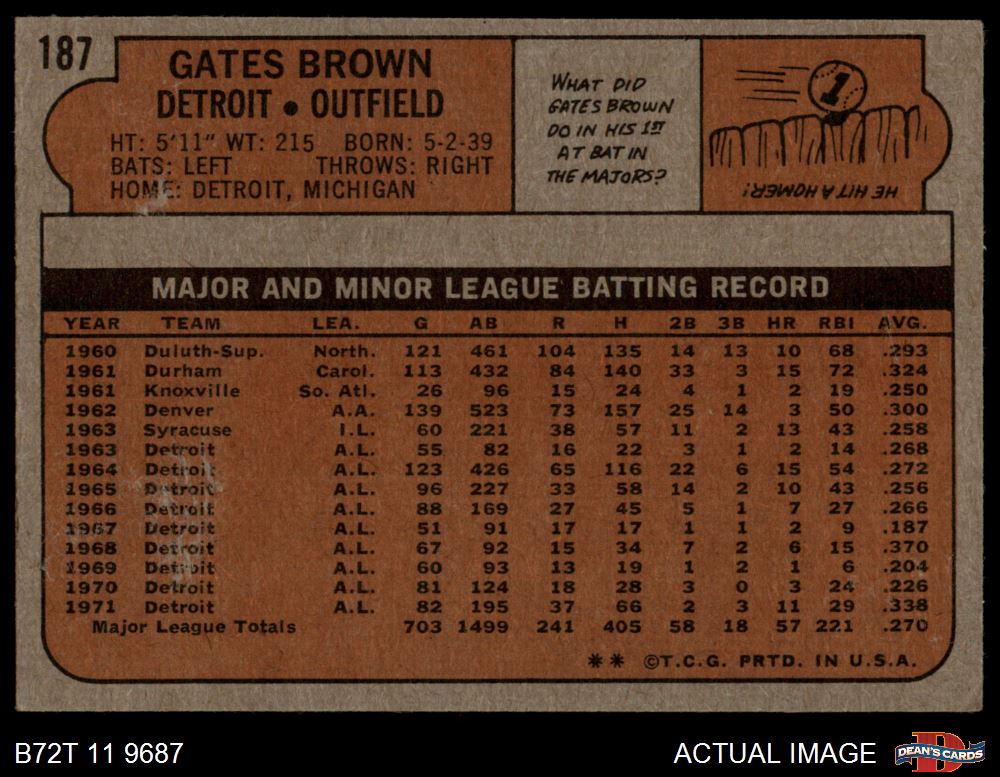 187
GATES BROWN
DETROIT • OUTFIELD
HT: 5'11" WT: 215 BORN: 5-2-39
BATS: LEFT THROWS: RIGHT
HOME: DETROIT, MICHIGAN
WHAT DID
GATES BROWN
DO IN HIS 1ST
AT BAT IN
THE MAJORS?
1
HE HIT A HOMER!
MAJOR AND MINOR LEAGUE BATTING RECORD
YEAR TEAM LEA. G AB R H 2B 3B HR RBI AVG.
1960 Duluth-Sup. North. 121 461 104 135 14 13 10 68 .293
1961 Durham Carol. 113 432 84 140 33 3 15 72 .324
1961 Knoxville So. Atl. 26 96 15 24 4 1 2 19 .250
1962 Denver A.A. 139 523 73 157 25 14 3 50 .300
1963 Syracuse I.L. 60 221 38 57 11 2 13 43 .258
1963 Detroit A.L. 55 82 16 22 3 1 2 14 .268
1964 Detroit A.L. 123 426 65 116 22 6 15 54 .272
1965 Detroit A.L. 96 227 33 58 14 2 10 43 .256
1966 Detroit A.L. 88 169 27 45 5 1 7 27 .266
1967 Detroit A.L. 51 91 17 17 1 1 2 9 .187
1968 Detroit A.L. 67 92 15 34 7 2 6 15 .370
1969 Detroit A.L. 60 93 13 19 1 2 1 6 .204
1970 Detroit A.L. 81 124 18 28 3 0 3 24 .226
1971 Detroit A.L. 82 195 37 66 2 3 11 29 .338
Major League Totals 703 1499 241 405 58 18 57 221 .270
** ©T.C.G. PRTD. IN U.S.A.
B72T 11 9687
ACTUAL IMAGE
D
DEAN'S CARDS